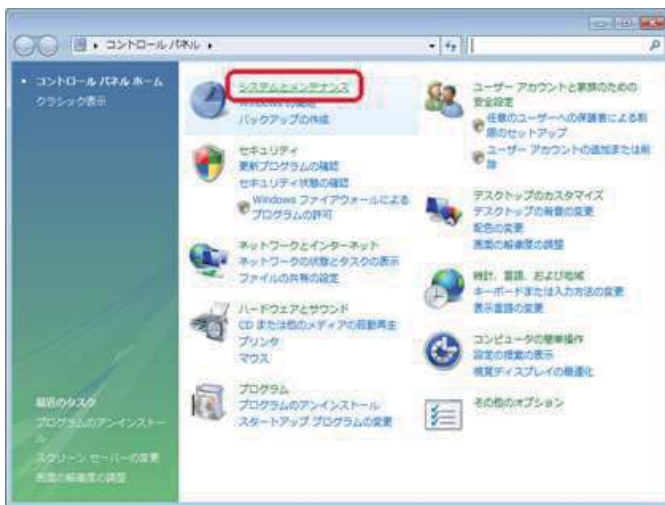 コントロール パネル
コントロール パネル ホーム
クラシック表示
システムとメンテナンス
バックアップの作成
セキュリティ
更新プログラムの確認
セキュリティ状態の確認
Windows ファイアウォールによる
プログラムの許可
ネットワークとインターネット
ネットワークの状態とタスクの表示
ファイルの共有の設定
ハードウェアとサウンド
CD または他のメディアの自動再生
プリンタ
マウス
プログラム
プログラムのアンインストール
スタートアップ プログラムの変更
ユーザー アカウントと家族のための
安全設定
任意のユーザーへの保護者による制
限のセットアップ
ユーザー アカウントの追加または削
除
デスクトップのカスタマイズ
デスクトップの背景の変更
配色の変更
画面の解像度の調整
時計、言語、および地域
キーボードまたは入力方法の変更
表示言語の変更
コンピュータの簡単操作
設定の提案の表示
視覚ディスプレイの最適化
その他のオプション
最近のタスク
プログラムのアンインストー
ル
スクリーン セーバーの変更
画面の解像度の調整